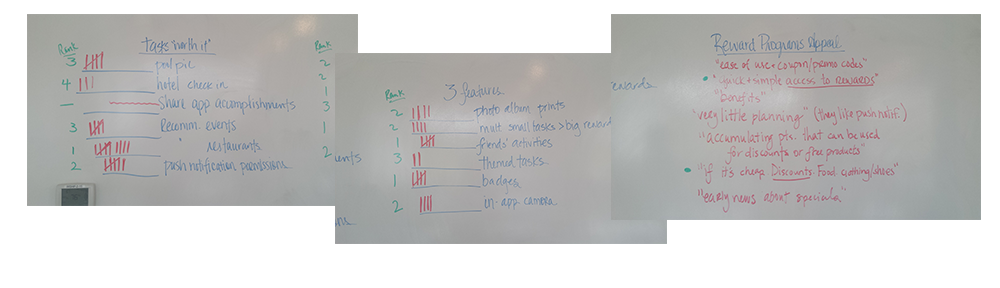 Rank
tasks "worth it"
3 post pic
4 hotel check in
— Share app accomplishments
3 Recomm. events
1 " restaurants
2 push notification permissions
Rank
2
2
1
3
1
2
unts
ns
Rank
3 features
2 photo album prints
2 mult small tasks > big reward
1 friends' activities
3 themed tasks
1 badges
2 in-app camera
ewards
Reward Programs Appeal
"ease of use + coupon/promo codes"
• "quick + simple access to REWARDS"
"benefits"
"very little planning" (they like push notif.)
"accumulating pts. that can be used
for discounts or free products"
• "if it's cheap Discounts Food clothing/shoes"
"early news about specials"